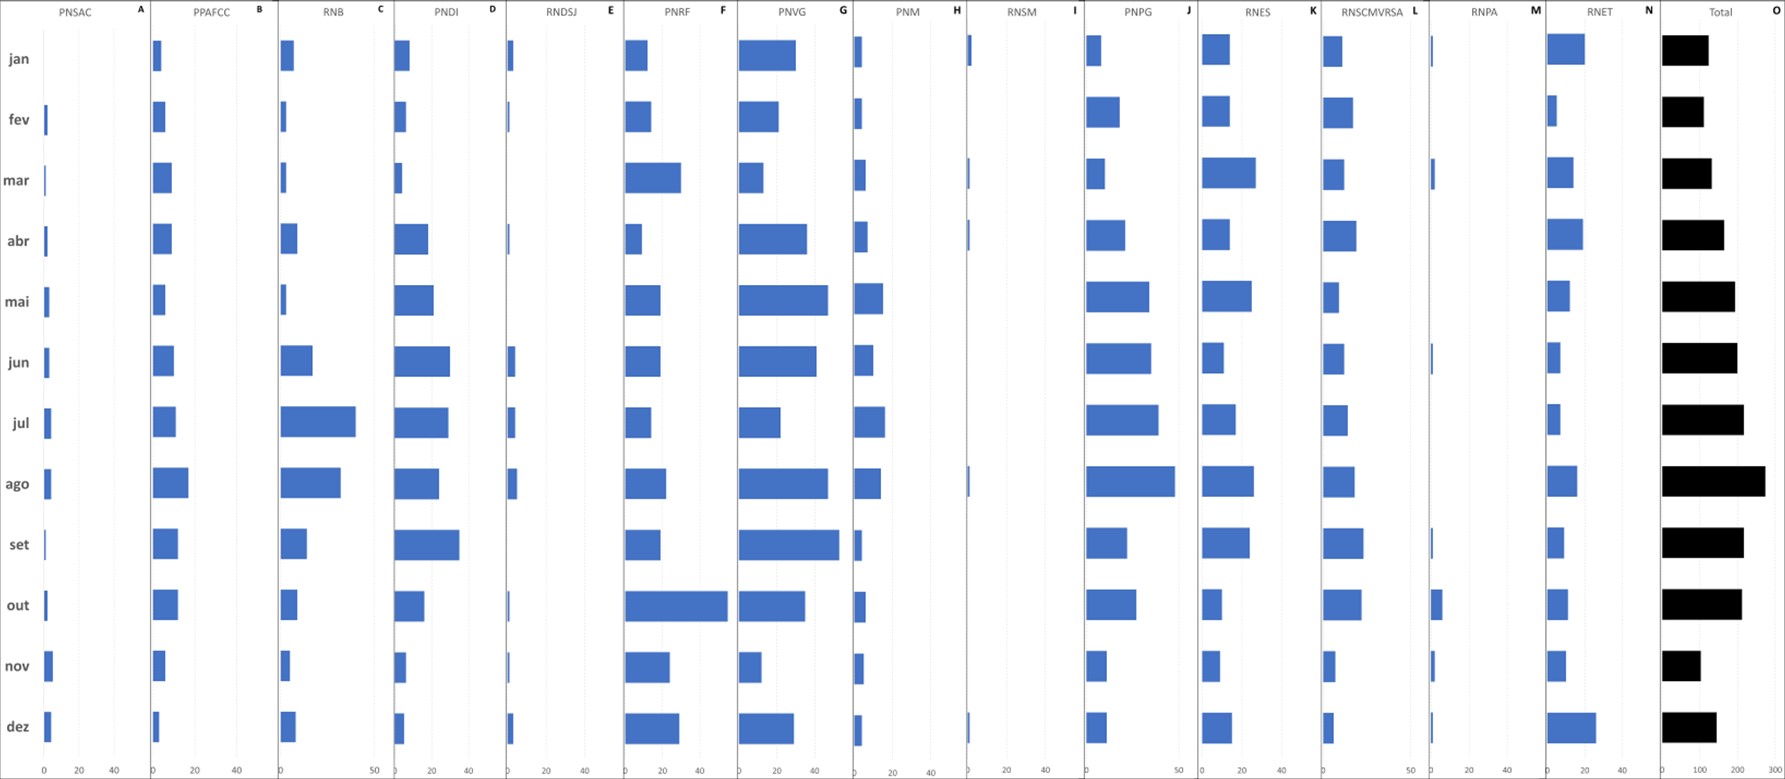 PNSAC A PPAFCC B RNB C PNDI D RNDSJ E PNRF F PNVG G PNM H RNSM I PNPG J RNES K RNSCMVRSA L RNPA M RNET N Total O
jan
fev
mar
abr
mai
jun
jul
ago
set
out
nov
dez
0 20 40 0 20 40 0 50 0 20 40 0 20 40 0 20 40 0 20 40 0 20 40 0 20 40 0 50 0 20 40 0 50 0 20 40 0 20 40 0 100 200 300